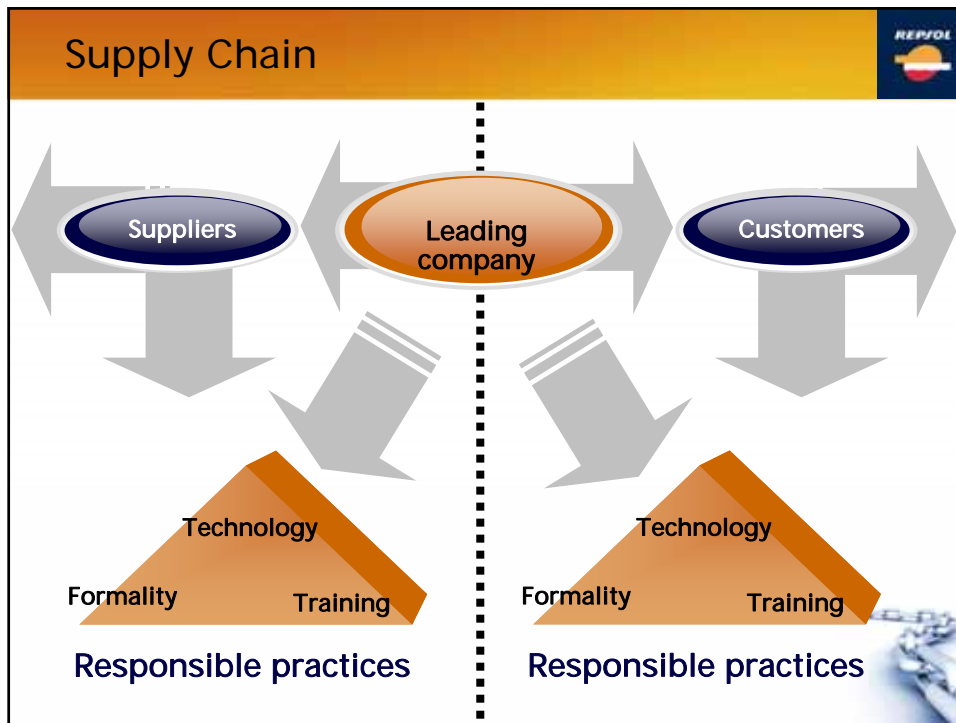 Supply Chain
REPSOL
Suppliers
Leading
company
Customers
Technology
Formality
Training
Responsible practices
Technology
Formality
Training
Responsible practices